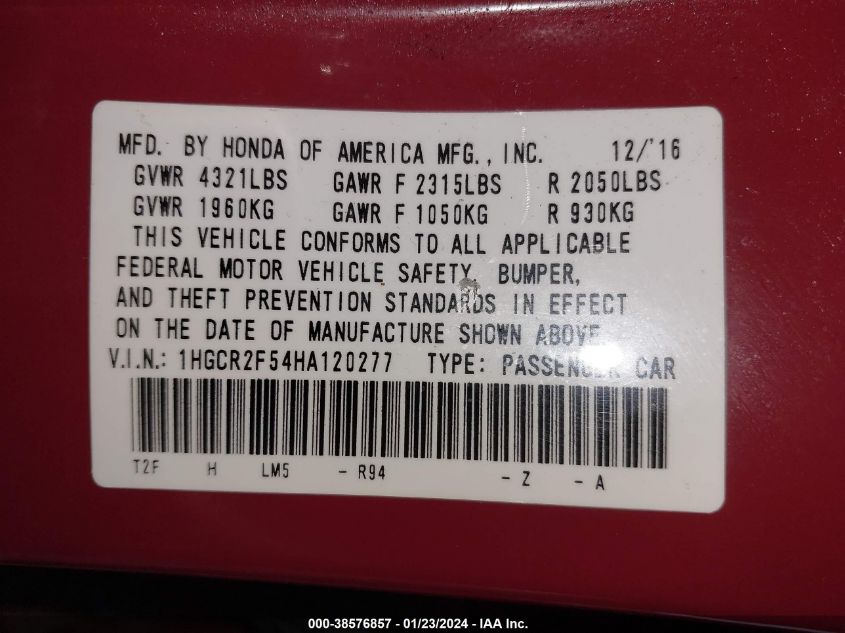 MFD. BY HONDA OF AMERICA MFG., INC. 12/'16
GVWR 4321LBS GAWR F 2315LBS R 2050LBS
GVWR 1960KG GAWR F 1050KG R 930KG
THIS VEHICLE CONFORMS TO ALL APPLICABLE
FEDERAL MOTOR VEHICLE SAFETY, BUMPER,
AND THEFT PREVENTION STANDARDS IN EFFECT
ON THE DATE OF MANUFACTURE SHOWN ABOVE
V.I.N.: 1HGCR2F54HA120277 TYPE: PASSENGER CAR
T2F H LM5 - R94 - Z - A
000-38576857 - 01/23/2024 - IAA Inc.